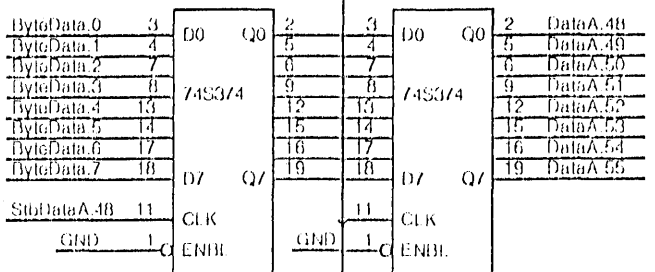 ByteData.0 3 D0 Q0 2 3 D0 Q0 2 DataA.48
ByteData.1 4 5 4 5 DataA.49
ByteData.2 7 6 7 6 DataA.50
ByteData.3 8 74S374 9 8 74S374 9 DataA.51
ByteData.4 13 12 13 12 DataA.52
ByteData.5 14 15 14 15 DataA.53
ByteData.6 17 16 17 16 DataA.54
ByteData.7 18 D7 Q7 19 18 D7 Q7 19 DataA.55
StbDataA.48 11 CLK 11 CLK
GND 1 ENBL GND 1 ENBL